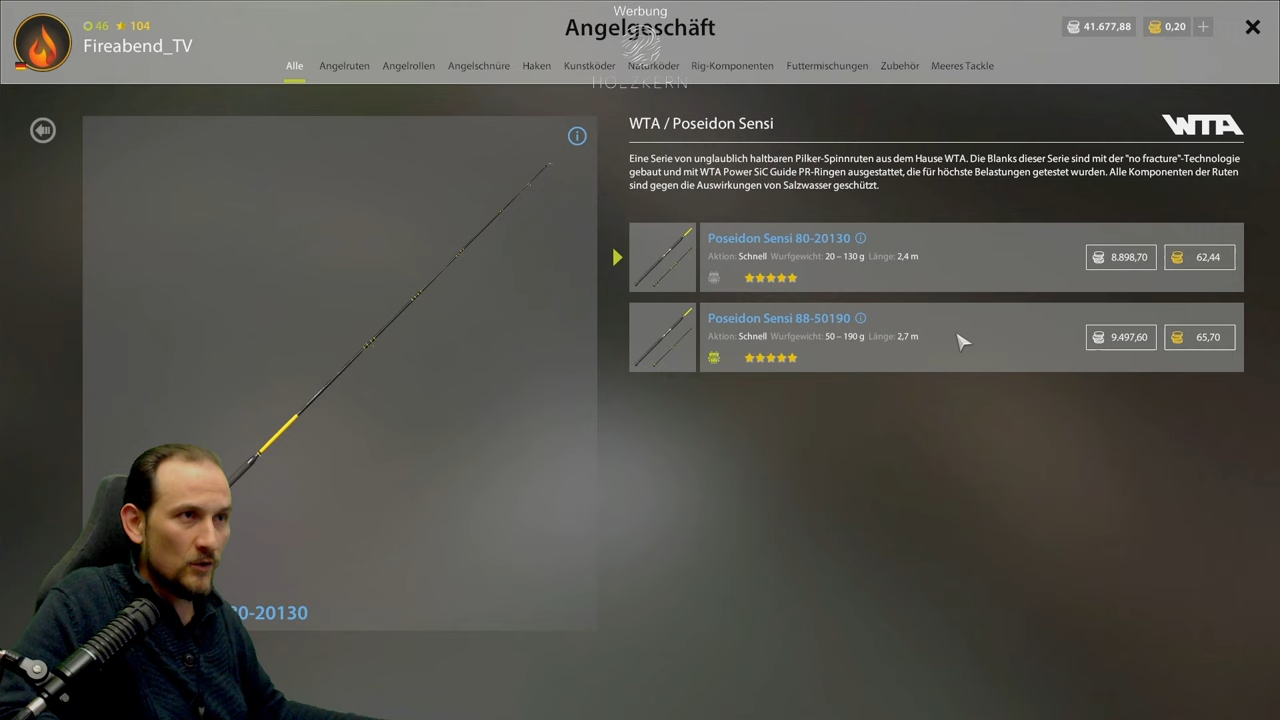 Werbung
46 104
Fireabend_TV
Angelgeschäft
41.677,88 0,20 +
Alle Angelruten Angelrollen Angelschnüre Haken Kunstköder Naturköder Rig-Komponenten Futtermischungen Zubehör Meeres Tackle
HOLZKERN
WTA / Poseidon Sensi
WTA
Eine Serie von unglaublich haltbaren Pilker-Spinnruten aus dem Hause WTA. Die Blanks dieser Serie sind mit der "no fracture"-Technologie
gebaut und mit WTA Power SiC Guide PR-Ringen ausgestattet, die für höchste Belastungen getestet wurden. Alle Komponenten der Ruten
sind gegen die Auswirkungen von Salzwasser geschützt.
Poseidon Sensi 80-20130
Aktion: Schnell Wurfgewicht: 20 – 130 g Länge: 2,4 m
8.898,70 62,44
Poseidon Sensi 88-50190
Aktion: Schnell Wurfgewicht: 50 – 190 g Länge: 2,7 m
9.497,60 65,70
0-20130